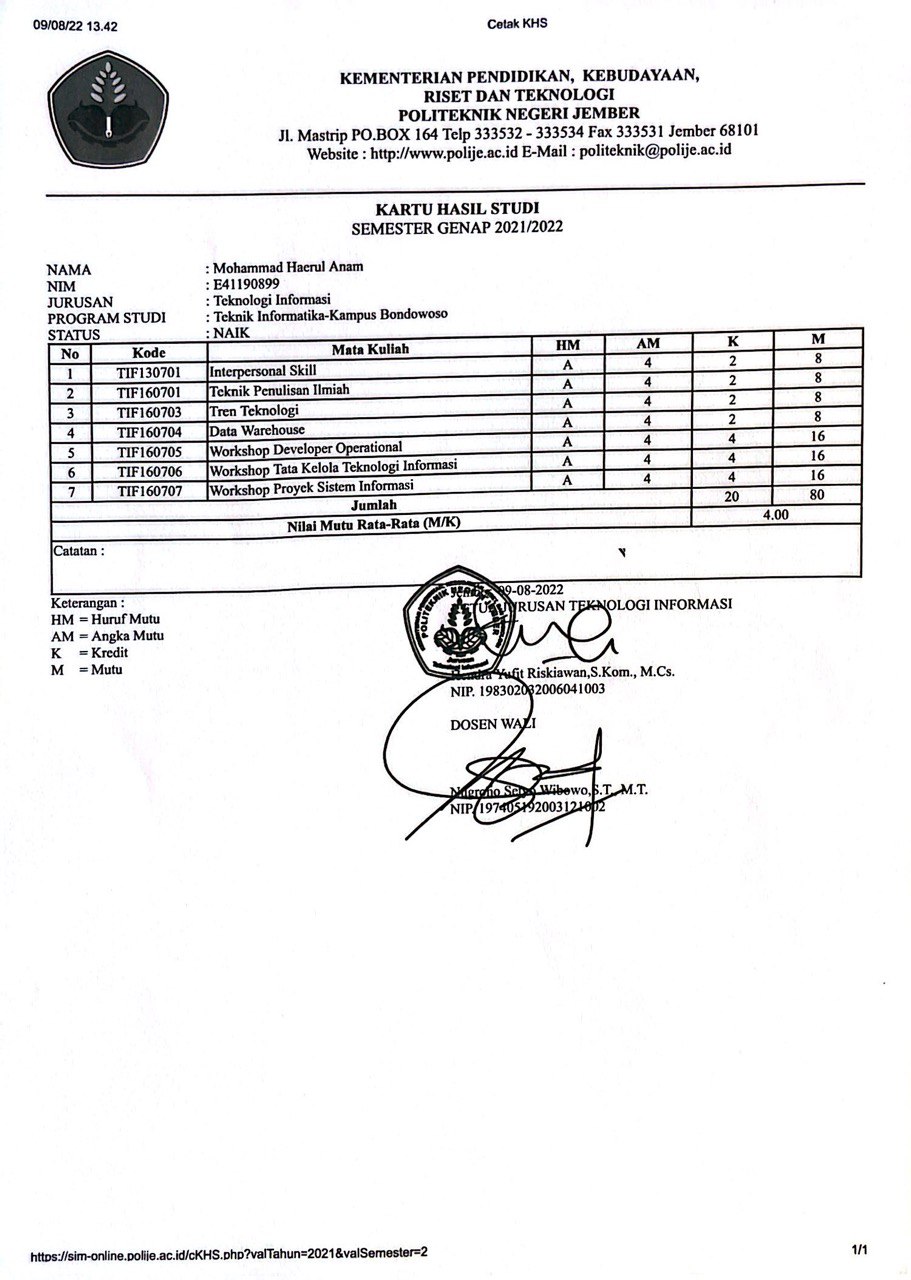 09/08/22 13.42 Cetak KHS
KEMENTERIAN PENDIDIKAN, KEBUDAYAAN,
RISET DAN TEKNOLOGI
POLITEKNIK NEGERI JEMBER
Jl. Mastrip PO.BOX 164 Telp 333532 - 333534 Fax 333531 Jember 68101
Website : http://www.polije.ac.id E-Mail : politeknik@polije.ac.id
KARTU HASIL STUDI
SEMESTER GENAP 2021/2022
NAMA : Mohammad Haerul Anam
NIM : E41190899
JURUSAN : Teknologi Informasi
PROGRAM STUDI : Teknik Informatika-Kampus Bondowoso
STATUS : NAIK
No Kode Mata Kuliah HM AM K M
1 TIF130701 Interpersonal Skill A 4 2 8
2 TIF160701 Teknik Penulisan Ilmiah A 4 2 8
3 TIF160703 Tren Teknologi A 4 2 8
4 TIF160704 Data Warehouse A 4 2 8
5 TIF160705 Workshop Developer Operational A 4 4 16
6 TIF160706 Workshop Tata Kelola Teknologi Informasi A 4 4 16
7 TIF160707 Workshop Proyek Sistem Informasi A 4 4 16
Jumlah 20 80
Nilai Mutu Rata-Rata (M/K) 4.00
Catatan :
Keterangan :
HM = Huruf Mutu
AM = Angka Mutu
K = Kredit
M = Mutu
09-08-2022
JURUSAN TEKNOLOGI INFORMASI
POLITEKNIK NEGERI JEMBER
Jurusan
Teknologi Informasi
Yufit Riskiawan,S.Kom., M.Cs.
NIP. 198302032006041003
DOSEN WALI
Wibowo,S.T., M.T.
NIP. 197405192003121002
https://sim-online.polije.ac.id/cKHS.php?valTahun=2021&valSemester=2 1/1